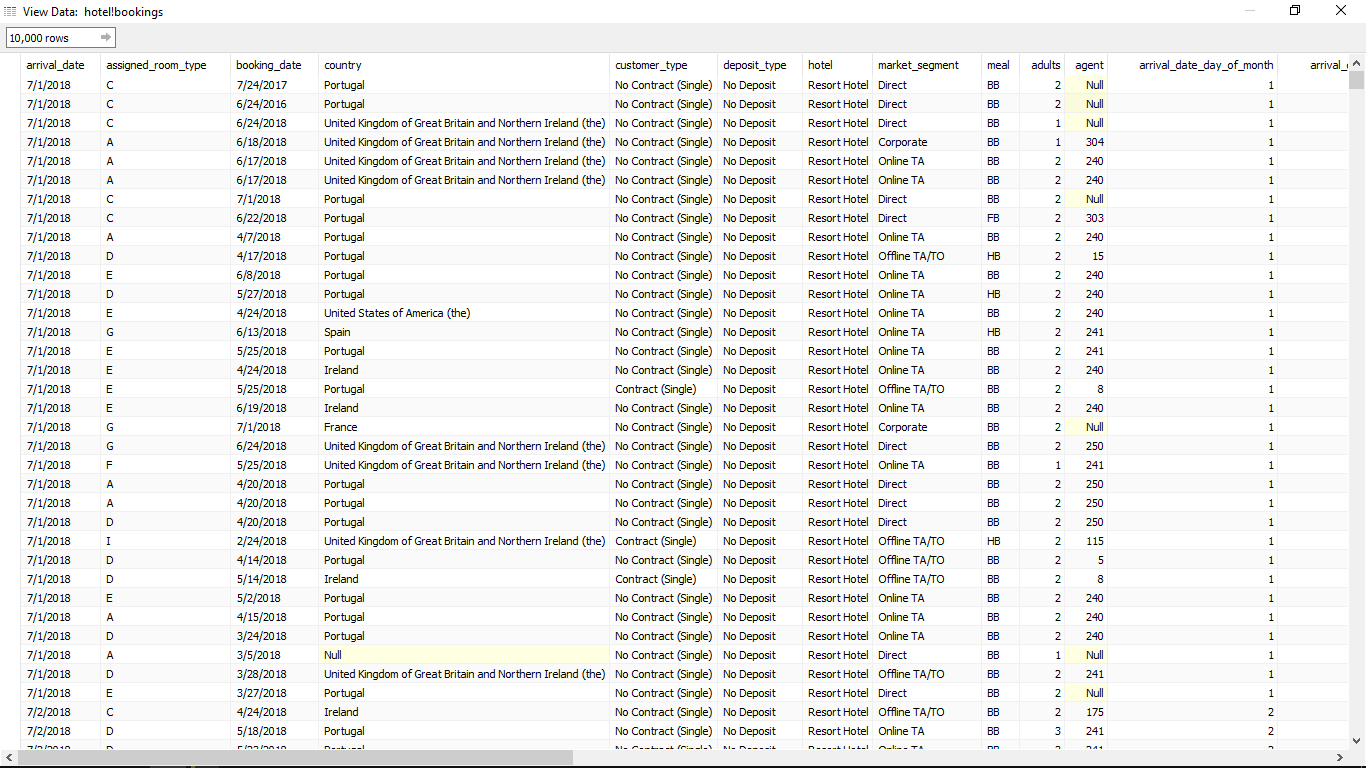 View Data: hotel!bookings
10,000 rows
arrival_date assigned_room_type booking_date country customer_type deposit_type hotel market_segment meal adults agent arrival_date_day_of_month arrival_
7/1/2018 C 7/24/2017 Portugal No Contract (Single) No Deposit Resort Hotel Direct BB 2 Null 1
7/1/2018 C 6/24/2016 Portugal No Contract (Single) No Deposit Resort Hotel Direct BB 2 Null 1
7/1/2018 C 6/24/2018 United Kingdom of Great Britain and Northern Ireland (the) No Contract (Single) No Deposit Resort Hotel Direct BB 1 Null 1
7/1/2018 A 6/18/2018 United Kingdom of Great Britain and Northern Ireland (the) No Contract (Single) No Deposit Resort Hotel Corporate BB 1 304 1
7/1/2018 A 6/17/2018 United Kingdom of Great Britain and Northern Ireland (the) No Contract (Single) No Deposit Resort Hotel Online TA BB 2 240 1
7/1/2018 A 6/17/2018 United Kingdom of Great Britain and Northern Ireland (the) No Contract (Single) No Deposit Resort Hotel Online TA BB 2 240 1
7/1/2018 C 7/1/2018 Portugal No Contract (Single) No Deposit Resort Hotel Direct BB 2 Null 1
7/1/2018 C 6/22/2018 Portugal No Contract (Single) No Deposit Resort Hotel Direct FB 2 303 1
7/1/2018 A 4/7/2018 Portugal No Contract (Single) No Deposit Resort Hotel Online TA BB 2 240 1
7/1/2018 D 4/17/2018 Portugal No Contract (Single) No Deposit Resort Hotel Offline TA/TO HB 2 15 1
7/1/2018 E 6/8/2018 Portugal No Contract (Single) No Deposit Resort Hotel Online TA BB 2 240 1
7/1/2018 D 5/27/2018 Portugal No Contract (Single) No Deposit Resort Hotel Online TA HB 2 240 1
7/1/2018 E 4/24/2018 United States of America (the) No Contract (Single) No Deposit Resort Hotel Online TA BB 2 240 1
7/1/2018 G 6/13/2018 Spain No Contract (Single) No Deposit Resort Hotel Online TA HB 2 241 1
7/1/2018 E 5/25/2018 Portugal No Contract (Single) No Deposit Resort Hotel Online TA BB 2 241 1
7/1/2018 E 4/24/2018 Ireland No Contract (Single) No Deposit Resort Hotel Online TA BB 2 240 1
7/1/2018 E 5/25/2018 Portugal Contract (Single) No Deposit Resort Hotel Offline TA/TO BB 2 8 1
7/1/2018 E 6/19/2018 Ireland No Contract (Single) No Deposit Resort Hotel Online TA BB 2 240 1
7/1/2018 G 7/1/2018 France No Contract (Single) No Deposit Resort Hotel Corporate BB 2 Null 1
7/1/2018 G 6/24/2018 United Kingdom of Great Britain and Northern Ireland (the) No Contract (Single) No Deposit Resort Hotel Direct BB 2 250 1
7/1/2018 F 5/25/2018 United Kingdom of Great Britain and Northern Ireland (the) No Contract (Single) No Deposit Resort Hotel Online TA BB 1 241 1
7/1/2018 A 4/20/2018 Portugal No Contract (Single) No Deposit Resort Hotel Direct BB 2 250 1
7/1/2018 A 4/20/2018 Portugal No Contract (Single) No Deposit Resort Hotel Direct BB 2 250 1
7/1/2018 D 4/20/2018 Portugal No Contract (Single) No Deposit Resort Hotel Direct BB 2 250 1
7/1/2018 I 2/24/2018 United Kingdom of Great Britain and Northern Ireland (the) Contract (Single) No Deposit Resort Hotel Offline TA/TO HB 2 115 1
7/1/2018 D 4/14/2018 Portugal No Contract (Single) No Deposit Resort Hotel Offline TA/TO BB 2 5 1
7/1/2018 D 5/14/2018 Ireland Contract (Single) No Deposit Resort Hotel Offline TA/TO BB 2 8 1
7/1/2018 E 5/2/2018 Portugal No Contract (Single) No Deposit Resort Hotel Online TA BB 2 240 1
7/1/2018 A 4/15/2018 Portugal No Contract (Single) No Deposit Resort Hotel Online TA BB 2 240 1
7/1/2018 D 3/24/2018 Portugal No Contract (Single) No Deposit Resort Hotel Online TA BB 2 240 1
7/1/2018 A 3/5/2018 Null No Contract (Single) No Deposit Resort Hotel Direct BB 1 Null 1
7/1/2018 D 3/28/2018 United Kingdom of Great Britain and Northern Ireland (the) No Contract (Single) No Deposit Resort Hotel Offline TA/TO BB 2 241 1
7/1/2018 E 3/27/2018 Portugal No Contract (Single) No Deposit Resort Hotel Direct BB 2 Null 1
7/2/2018 C 4/24/2018 Ireland No Contract (Single) No Deposit Resort Hotel Offline TA/TO BB 2 175 2
7/2/2018 D 5/18/2018 Portugal No Contract (Single) No Deposit Resort Hotel Online TA BB 3 241 2